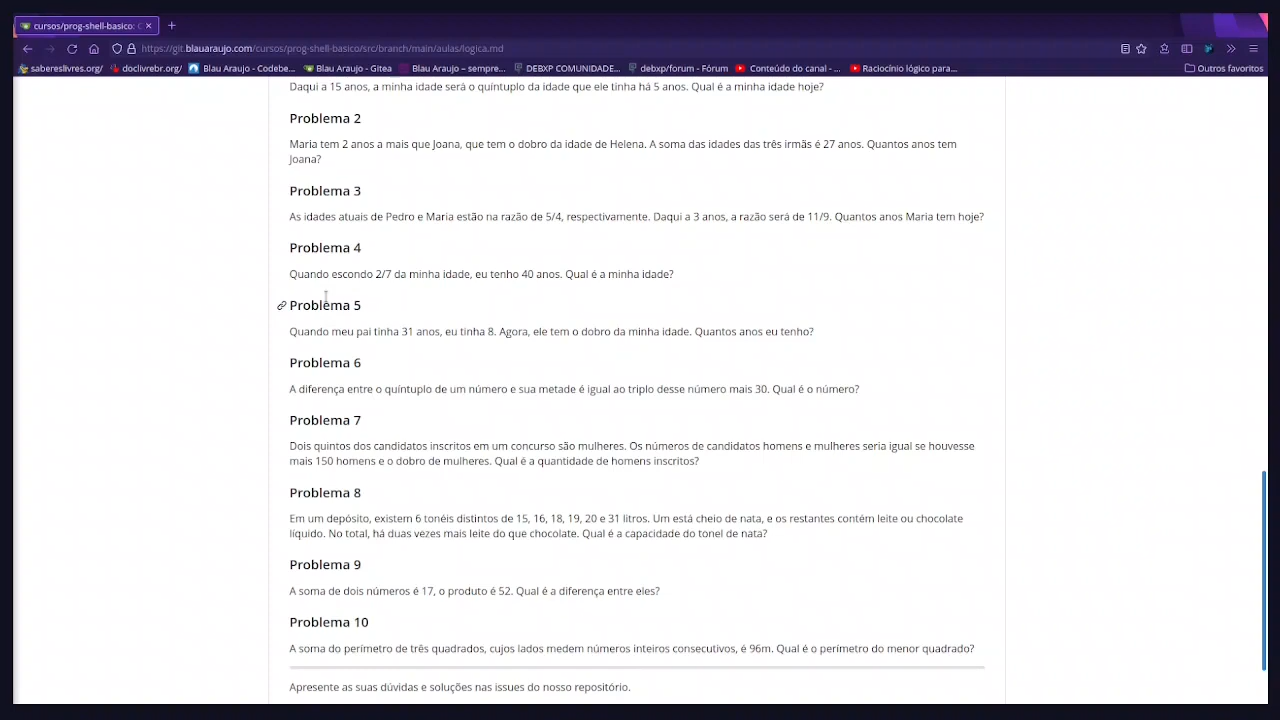 cursos/prog-shell-basico: C
https://git.blauaraujo.com/cursos/prog-shell-basico/src/branch/main/aulas/logica.md
sabereslivres.org/ doclivrebr.org/ Blau Araujo - Codebe... Blau Araujo - Gitea Blau Araujo – sempre... DEBXP COMUNIDADE... debxp/forum - Fórum Conteúdo do canal - ... Raciocínio lógico para... Outros favoritos
Daqui a 15 anos, a minha idade será o quíntuplo da idade que ele tinha há 5 anos. Qual é a minha idade hoje?
Problema 2
Maria tem 2 anos a mais que Joana, que tem o dobro da idade de Helena. A soma das idades das três irmãs é 27 anos. Quantos anos tem
Joana?
Problema 3
As idades atuais de Pedro e Maria estão na razão de 5/4, respectivamente. Daqui a 3 anos, a razão será de 11/9. Quantos anos Maria tem hoje?
Problema 4
Quando escondo 2/7 da minha idade, eu tenho 40 anos. Qual é a minha idade?
Problema 5
Quando meu pai tinha 31 anos, eu tinha 8. Agora, ele tem o dobro da minha idade. Quantos anos eu tenho?
Problema 6
A diferença entre o quíntuplo de um número e sua metade é igual ao triplo desse número mais 30. Qual é o número?
Problema 7
Dois quintos dos candidatos inscritos em um concurso são mulheres. Os números de candidatos homens e mulheres seria igual se houvesse
mais 150 homens e o dobro de mulheres. Qual é a quantidade de homens inscritos?
Problema 8
Em um depósito, existem 6 tonéis distintos de 15, 16, 18, 19, 20 e 31 litros. Um está cheio de nata, e os restantes contém leite ou chocolate
líquido. No total, há duas vezes mais leite do que chocolate. Qual é a capacidade do tonel de nata?
Problema 9
A soma de dois números é 17, o produto é 52. Qual é a diferença entre eles?
Problema 10
A soma do perímetro de três quadrados, cujos lados medem números inteiros consecutivos, é 96m. Qual é o perímetro do menor quadrado?
Apresente as suas dúvidas e soluções nas issues do nosso repositório.